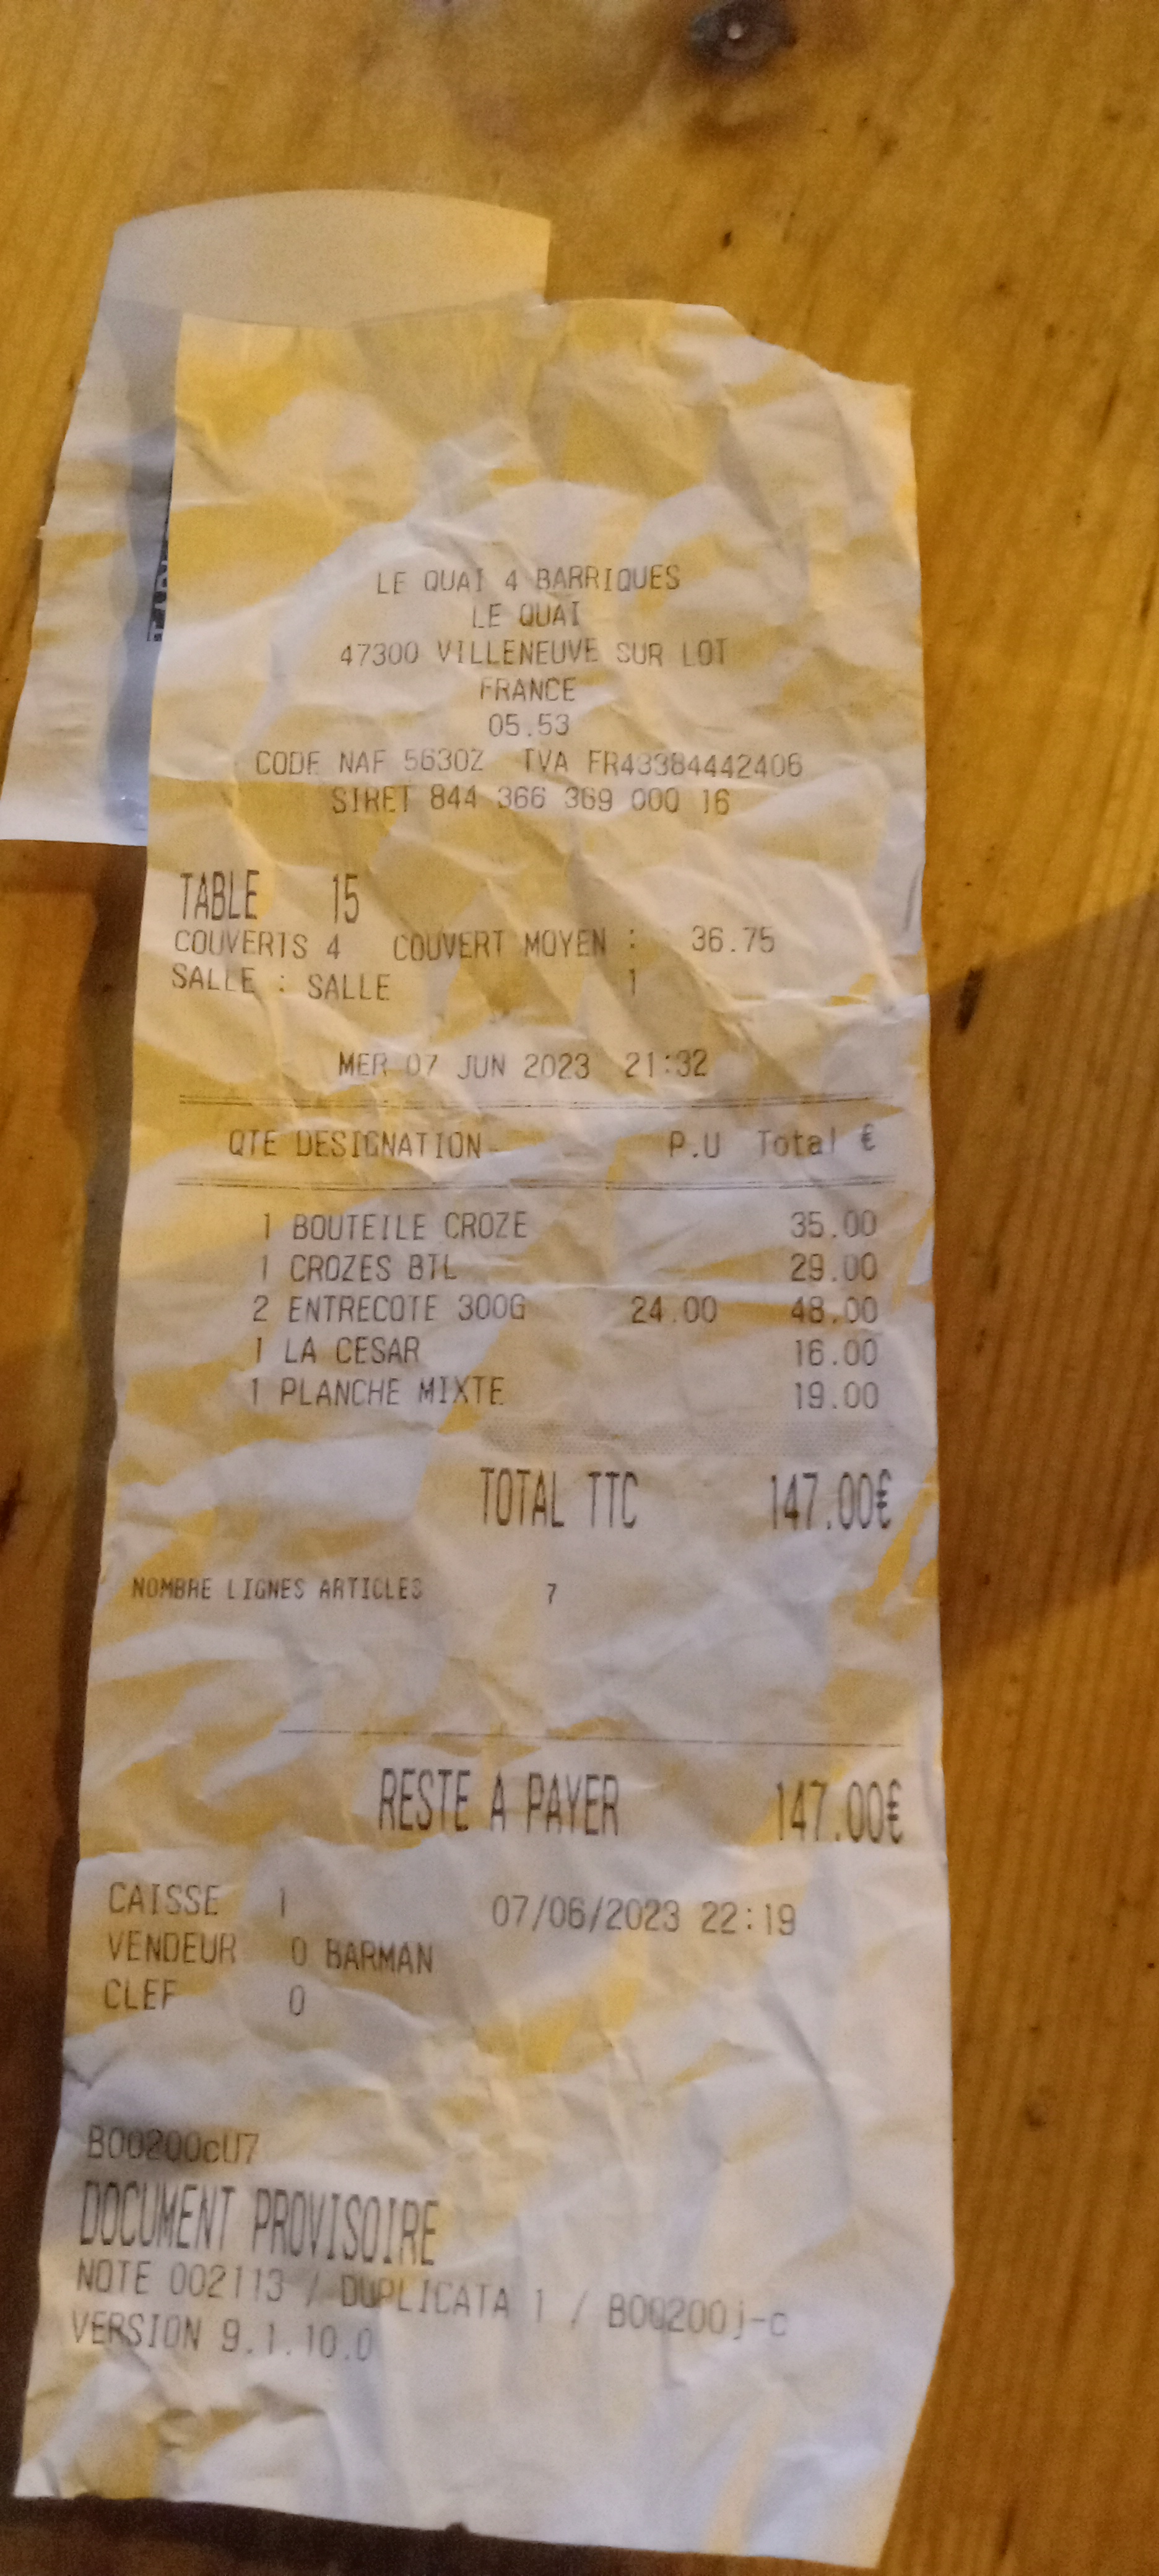 LE QUAI 4 BARRIQUES
LE QUAI
47300 VILLENEUVE SUR LOT
FRANCE
05.53
CODE NAF 5630Z TVA FR43384442406
SIRET 844 366 369 000 16
TABLE 15
COUVERTS 4 COUVERT MOYEN : 36.75
SALLE : SALLE 1
MER 07 JUN 2023 21:32
QTE DESIGNATION P.U Total €
1 BOUTEILE CROZE 35.00
1 CROZES BTL 29.00
2 ENTRECOTE 300G 24.00 48.00
1 LA CESAR 16.00
1 PLANCHE MIXTE 19.00
TOTAL TTC 147.00€
NOMBRE LIGNES ARTICLES 7
RESTE A PAYER 147.00€
CAISSE 1 07/06/2023 22:19
VENDEUR 0 BARMAN
CLEF 0
B00200cU7
DOCUMENT PROVISOIRE
NOTE 002113 / DUPLICATA 1 / B00200j-c
VERSION 9.1.10.0